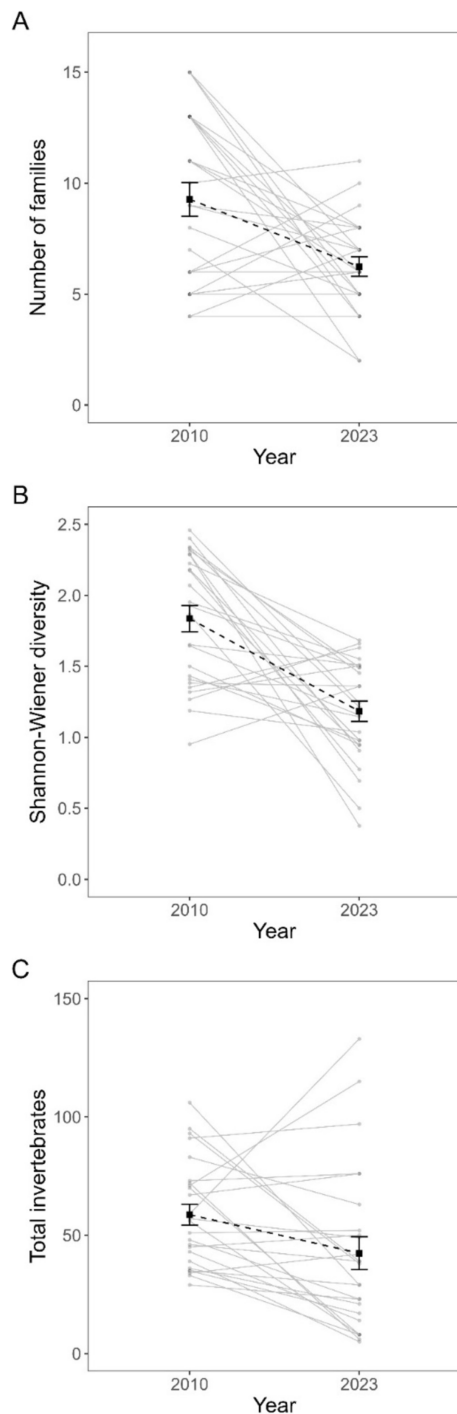 A
15
10
5
0
Number of families
2010 2023
Year
B
2.5
2.0
1.5
1.0
0.5
0.0
Shannon-Wiener diversity
2010 2023
Year
C
150
100
50
0
Total invertebrates
2010 2023
Year